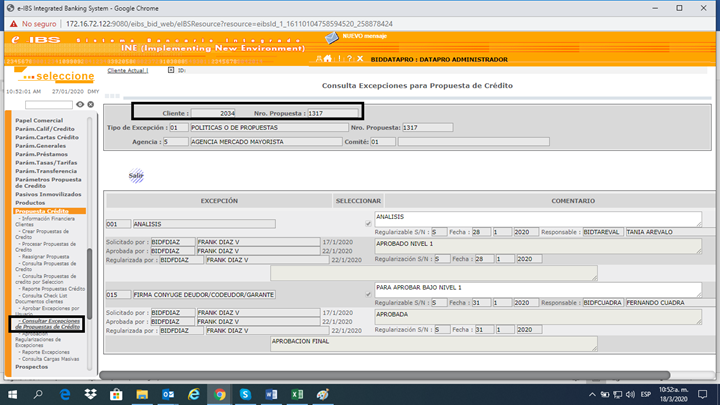 e-IBS Integrated Banking System - Google Chrome
No seguro | 172.16.72.122:9080/eibs_bid_web/eIBSResource?resource=eibsId_1_16110104758594520_258878424
e IBS Sistema Bancario Integrado
INE (Implementing New Environment)
NUEVO mensaje
BIDDATAPRO : DATAPRO ADMINISTRADOR
...seleccione
10:52:01 AM 27/01/2020 DMY
Cliente Actual | ID:
Consulta Excepciones para Propuesta de Crédito
Papel Comercial
Parám.Calif/Credito
Parám.Cartas Crédito
Parám.Generales
Parám.Préstamos
Parám.Tasas/Tarifas
Parám.Transferencia
Parámetros Propuesta
de Credito
Pasivos Inmovilizados
Productos
Propuesta Crédito
- Información Financiera
Clientes
- Crear Propuestas de
Credito
- Procesar Propuestas de
Credito
- Reasignar Propuesta
- Consulta Propuestas de
Credito
- Consulta Propuestas de
credito por Seleccion
- Reporte Propuestas Crédito
- Consulta Check List
Documentos clientes
- Aprobar Excepciones por
Usuario
- Consultar Excepciones
de Propuestas de Crédito
- Aprobacion
Regularizaciones de
Excepciones
- Reporte Excepciones
- Consulta Cargas Masivas
Prospectos
Cliente : 2034 Nro. Propuesta : 1317
Tipo de Excepción : 01 POLITICAS O DE PROPUESTAS Nro. Propuesta: 1317
Agencia : 5 AGENCIA MERCADO MAYORISTA Comité: 01
Salir
EXCEPCIÓN SELECCIONAR COMENTARIO
001 ANALISIS ANALISIS
Regularizable S/N : S Fecha : 28 1 2020 Responsable : BIDTAREVAL TANIA AREVALO
Solicitado por : BIDFDIAZ FRANK DIAZ V 17/1/2020 APROBADO NIVEL 1
Aprobada por : BIDFDIAZ FRANK DIAZ V 22/1/2020
Regularizada por : BIDFDIAZ FRANK DIAZ V 22/1/2020 Regularización S/N : S Fecha : 28 1 2020
015 FIRMA CONYUGE DEUDOR/CODEUDOR/GARANTE PARA APROBAR BAJO NIVEL 1
Regularizable S/N : S Fecha : 31 1 2020 Responsable : BIDFCUADRA FERNANDO CUADRA
Solicitado por : BIDFDIAZ FRANK DIAZ V 17/1/2020 APROBADA
Aprobada por : BIDFDIAZ FRANK DIAZ V 22/1/2020
Regularizada por : BIDFDIAZ FRANK DIAZ V 22/1/2020 Regularización S/N : S Fecha : 31 1 2020
APROBACION FINAL
ESP
10:52 a. m.
18/3/2020